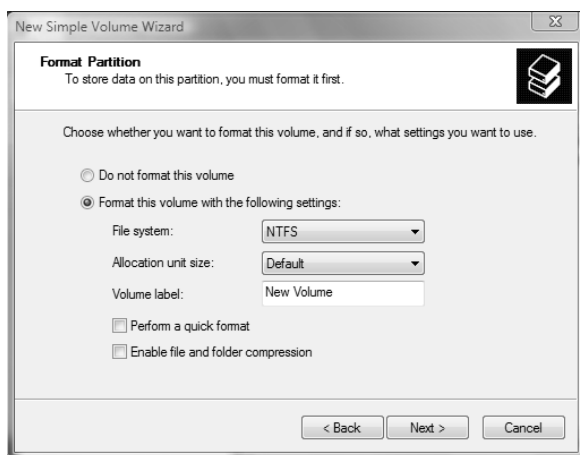 New Simple Volume Wizard
Format Partition
To store data on this partition, you must format it first.
Choose whether you want to format this volume, and if so, what settings you want to use.
Do not format this volume
Format this volume with the following settings:
File system: NTFS
Allocation unit size: Default
Volume label: New Volume
Perform a quick format
Enable file and folder compression
< Back Next > Cancel